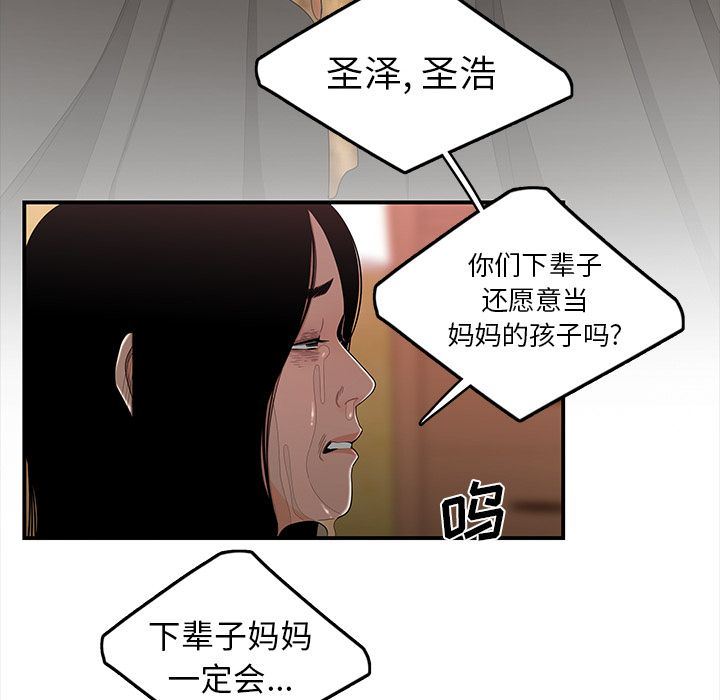 圣泽,圣浩
你们下辈子
还愿意当
妈妈的孩子吗?
呜
下辈子妈妈
一定会...